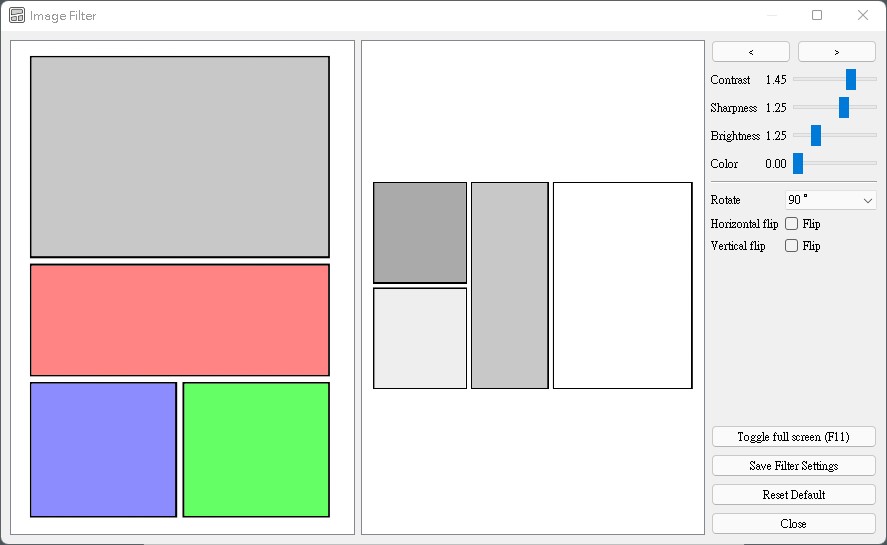 Image Filter
<
>
Contrast 1.45
Sharpness 1.25
Brightness 1.25
Color 0.00
Rotate 90°
Horizontal flip Flip
Vertical flip Flip
Toggle full screen (F11)
Save Filter Settings
Reset Default
Close